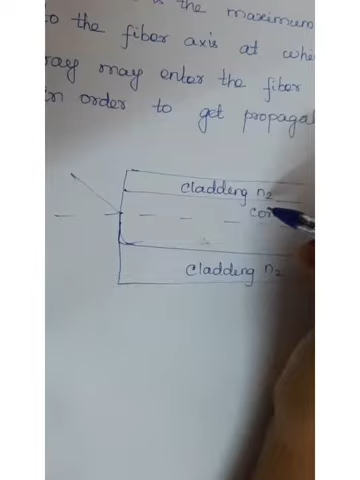 is the maximum
to the fiber axis at whi
ray may enter the fiber
in order to get propaga
cladding n2
co
cladding n2